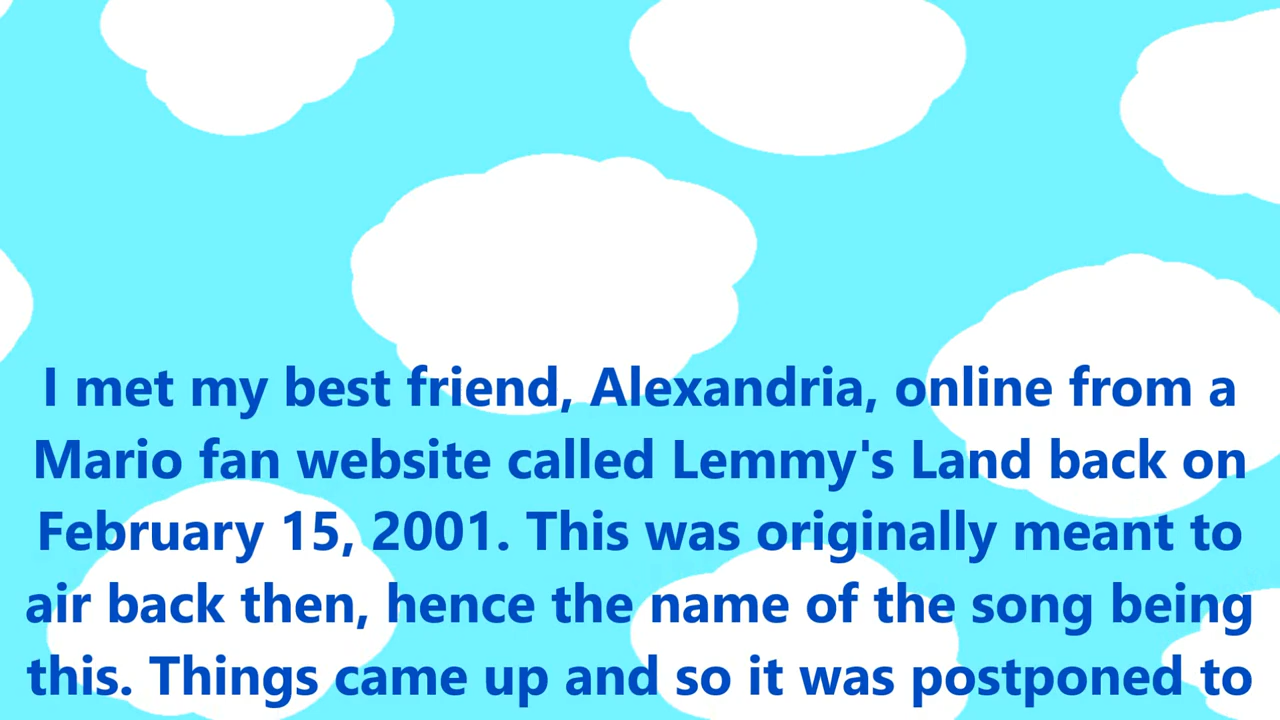 I met my best friend, Alexandria, online from a
Mario fan website called Lemmy's Land back on
February 15, 2001. This was originally meant to
air back then, hence the name of the song being
this. Things came up and so it was postponed to